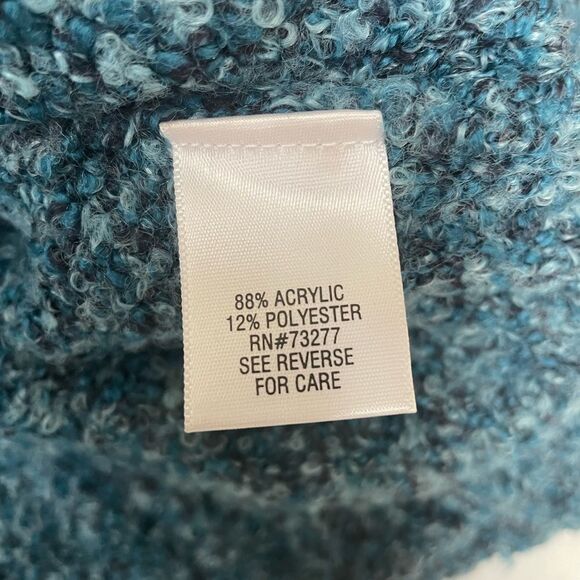 88% ACRYLIC
12% POLYESTER
RN#73277
SEE REVERSE
FOR CARE